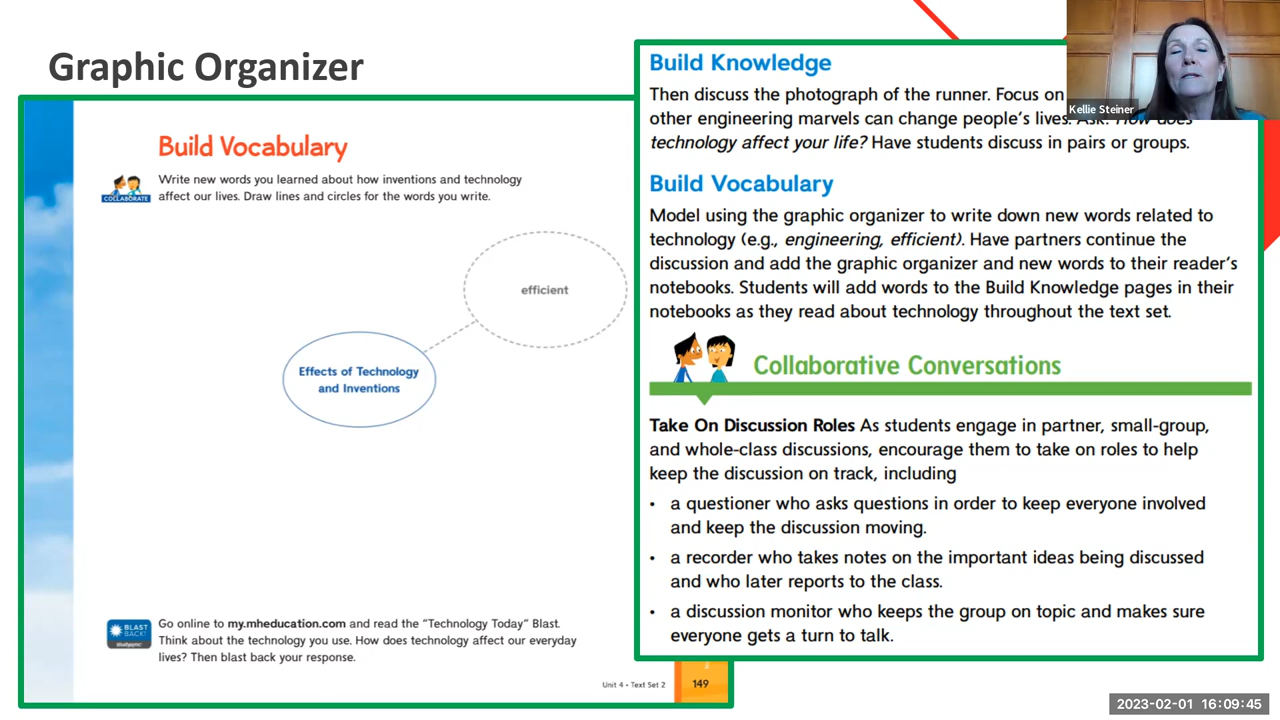 Graphic Organizer
Build Vocabulary
COLLABORATE
Write new words you learned about how inventions and technology
affect our lives. Draw lines and circles for the words you write.
efficient
Effects of Technology
and Inventions
BLAST
BACK!
studysync
Go online to my.mheducation.com and read the “Technology Today” Blast.
Think about the technology you use. How does technology affect our everyday
lives? Then blast back your response.
Unit 4 • Text Set 2
149
Build Knowledge
Then discuss the photograph of the runner. Focus on
other engineering marvels can change people’s lives. Ask: How does
technology affect your life? Have students discuss in pairs or groups.
Build Vocabulary
Model using the graphic organizer to write down new words related to
technology (e.g., engineering, efficient). Have partners continue the
discussion and add the graphic organizer and new words to their reader’s
notebooks. Students will add words to the Build Knowledge pages in their
notebooks as they read about technology throughout the text set.
Collaborative Conversations
Take On Discussion Roles As students engage in partner, small-group,
and whole-class discussions, encourage them to take on roles to help
keep the discussion on track, including
• a questioner who asks questions in order to keep everyone involved
and keep the discussion moving.
• a recorder who takes notes on the important ideas being discussed
and who later reports to the class.
• a discussion monitor who keeps the group on topic and makes sure
everyone gets a turn to talk.
Kellie Steiner
2023-02-01 16:09:45